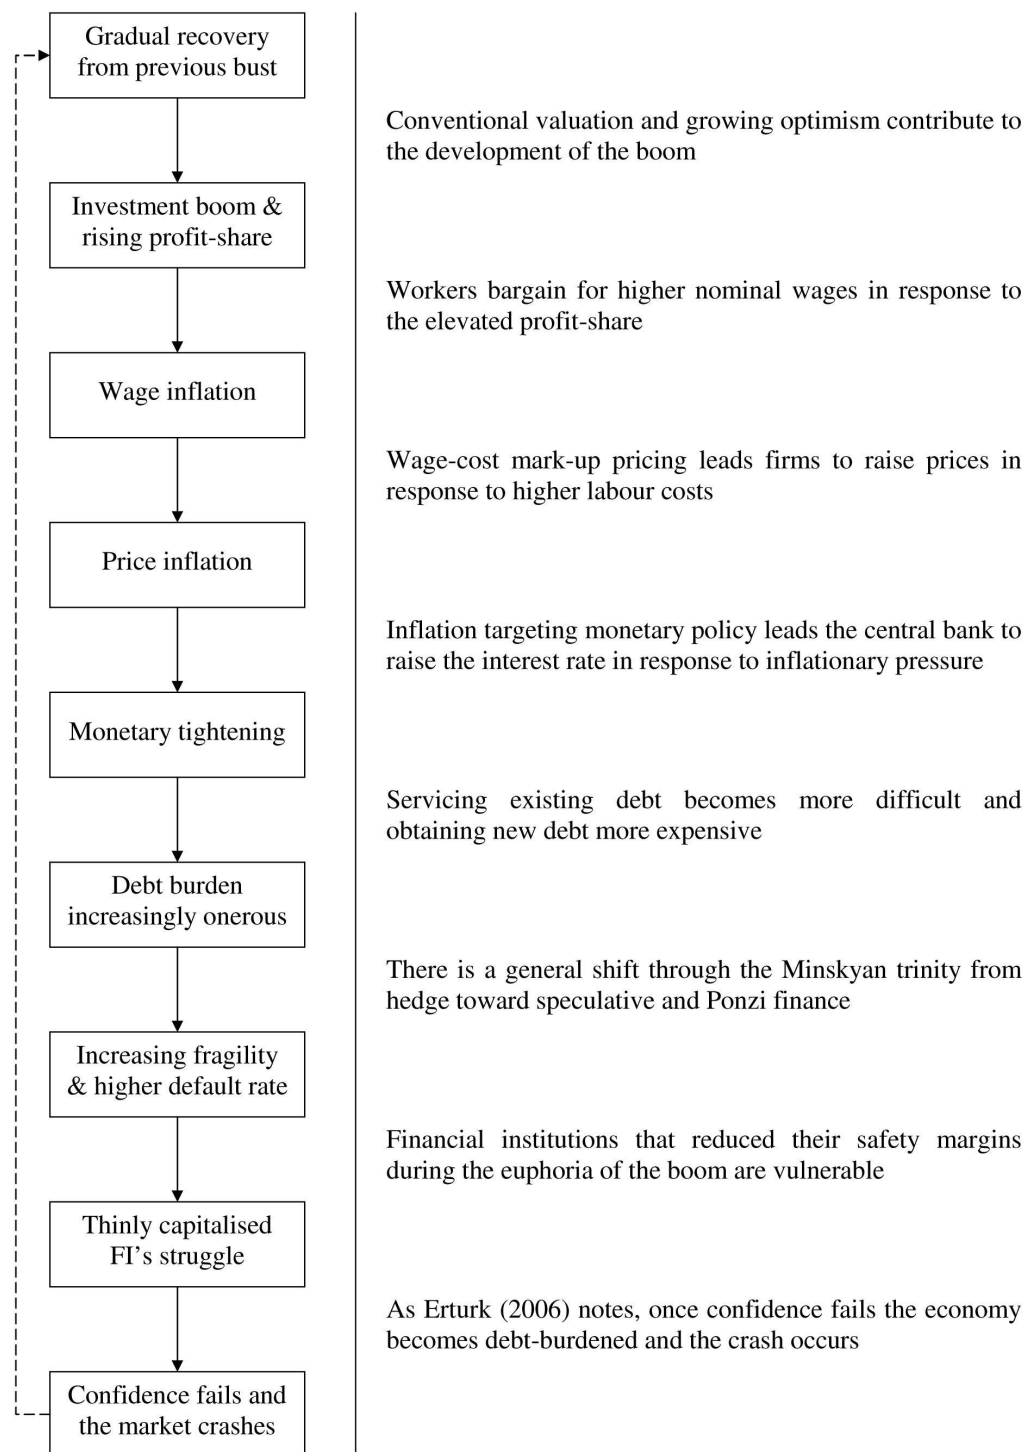 Gradual recovery
from previous bust
Conventional valuation and growing optimism contribute to
the development of the boom
Investment boom &
rising profit-share
Workers bargain for higher nominal wages in response to
the elevated profit-share
Wage inflation
Wage-cost mark-up pricing leads firms to raise prices in
response to higher labour costs
Price inflation
Inflation targeting monetary policy leads the central bank to
raise the interest rate in response to inflationary pressure
Monetary tightening
Servicing existing debt becomes more difficult and
obtaining new debt more expensive
Debt burden
increasingly onerous
There is a general shift through the Minskyan trinity from
hedge toward speculative and Ponzi finance
Increasing fragility
& higher default rate
Financial institutions that reduced their safety margins
during the euphoria of the boom are vulnerable
Thinly capitalised
FI's struggle
As Erturk (2006) notes, once confidence fails the economy
becomes debt-burdened and the crash occurs
Confidence fails and
the market crashes